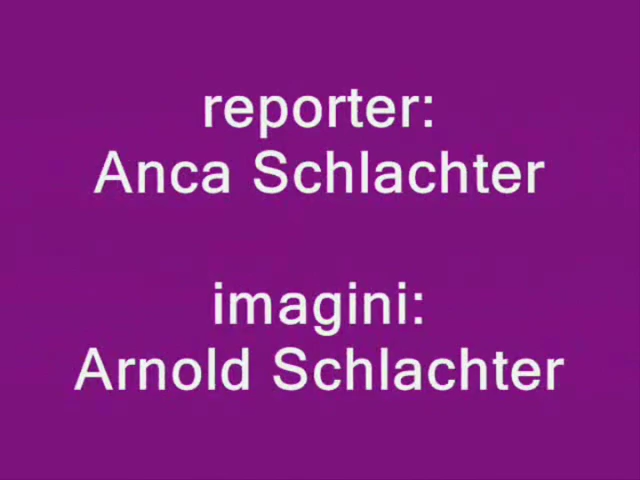 reporter:
Anca Schlachter
imagini:
Arnold Schlachter